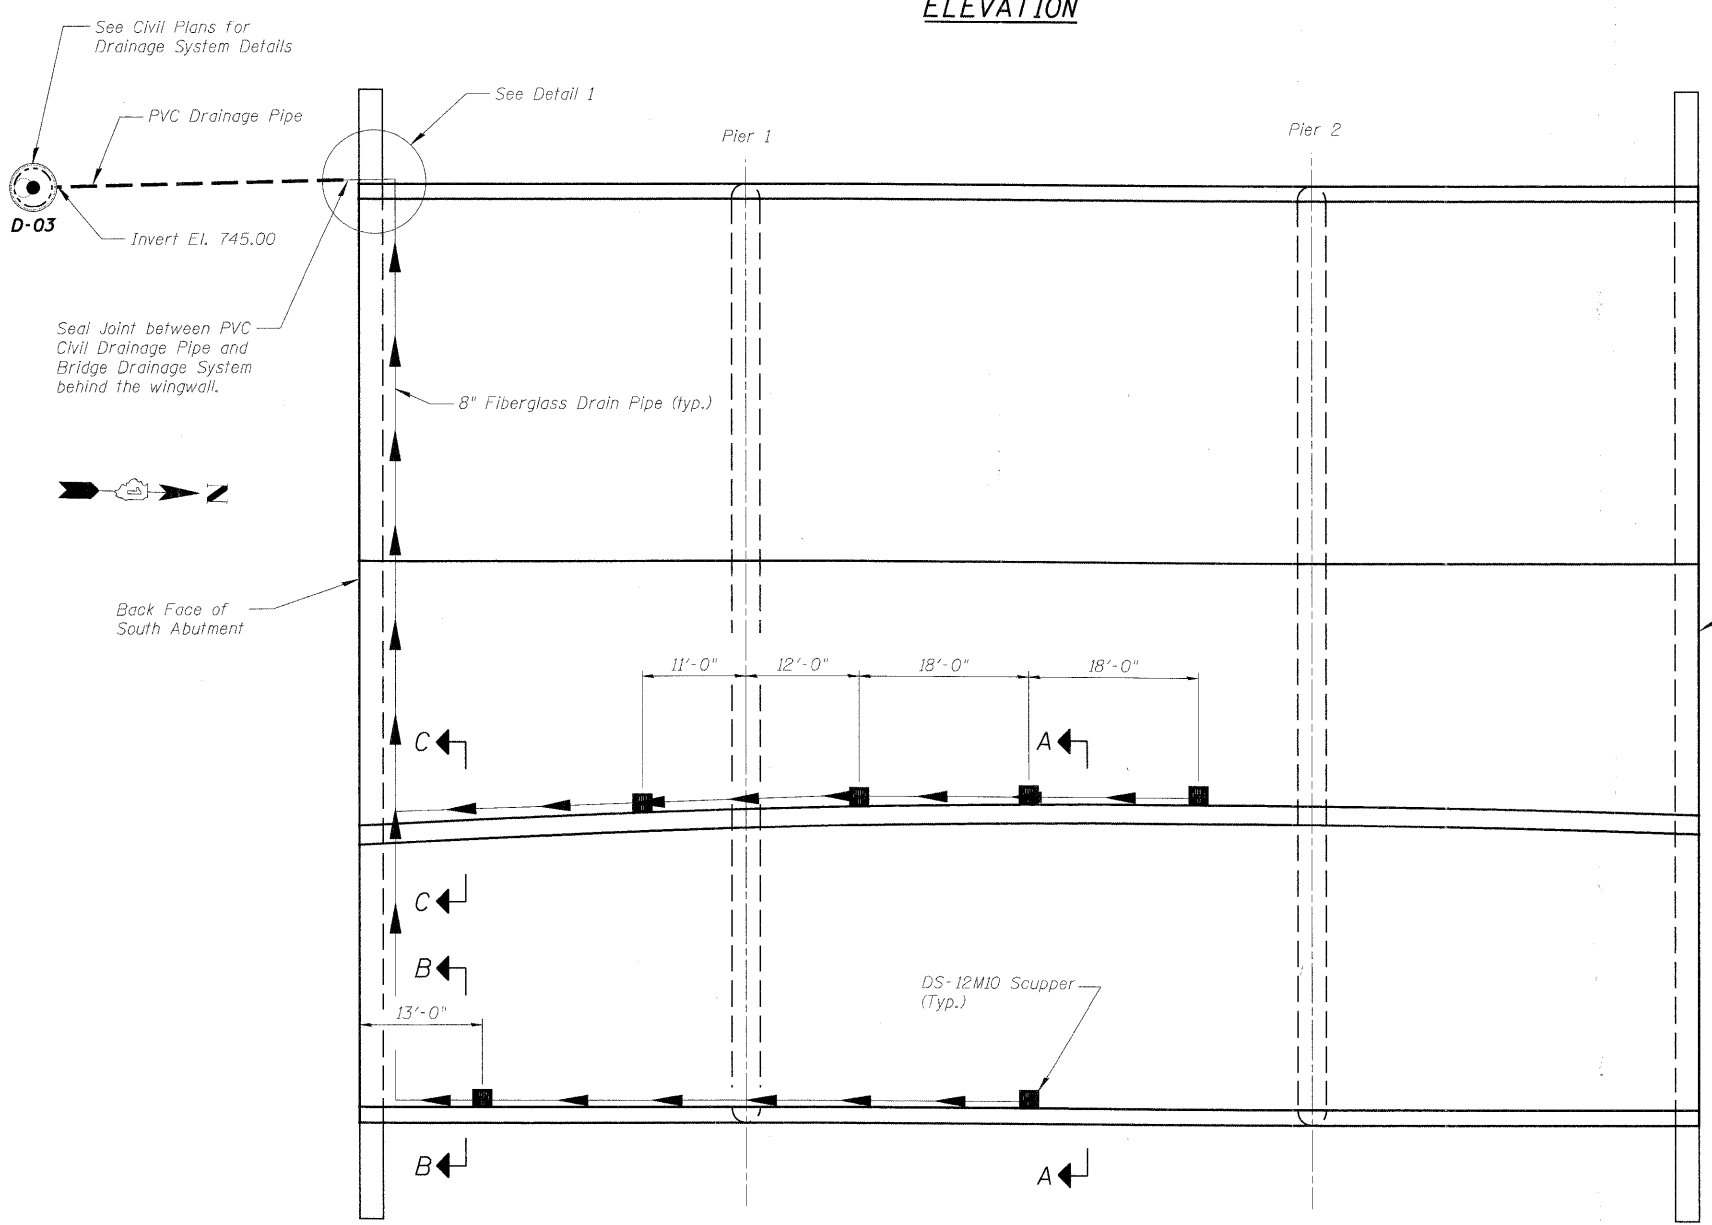 ELEVATION
See Civil Plans for
Drainage System Details
PVC Drainage Pipe
See Detail 1
Pier 1
Pier 2
D-03
Invert El. 745.00
Seal Joint between PVC
Civil Drainage Pipe and
Bridge Drainage System
behind the wingwall.
8" Fiberglass Drain Pipe (typ.)
N
Back Face of
South Abutment
11'-0"
12'-0"
18'-0"
18'-0"
C
A
C
B
DS-12M10 Scupper
(Typ.)
13'-0"
B
A